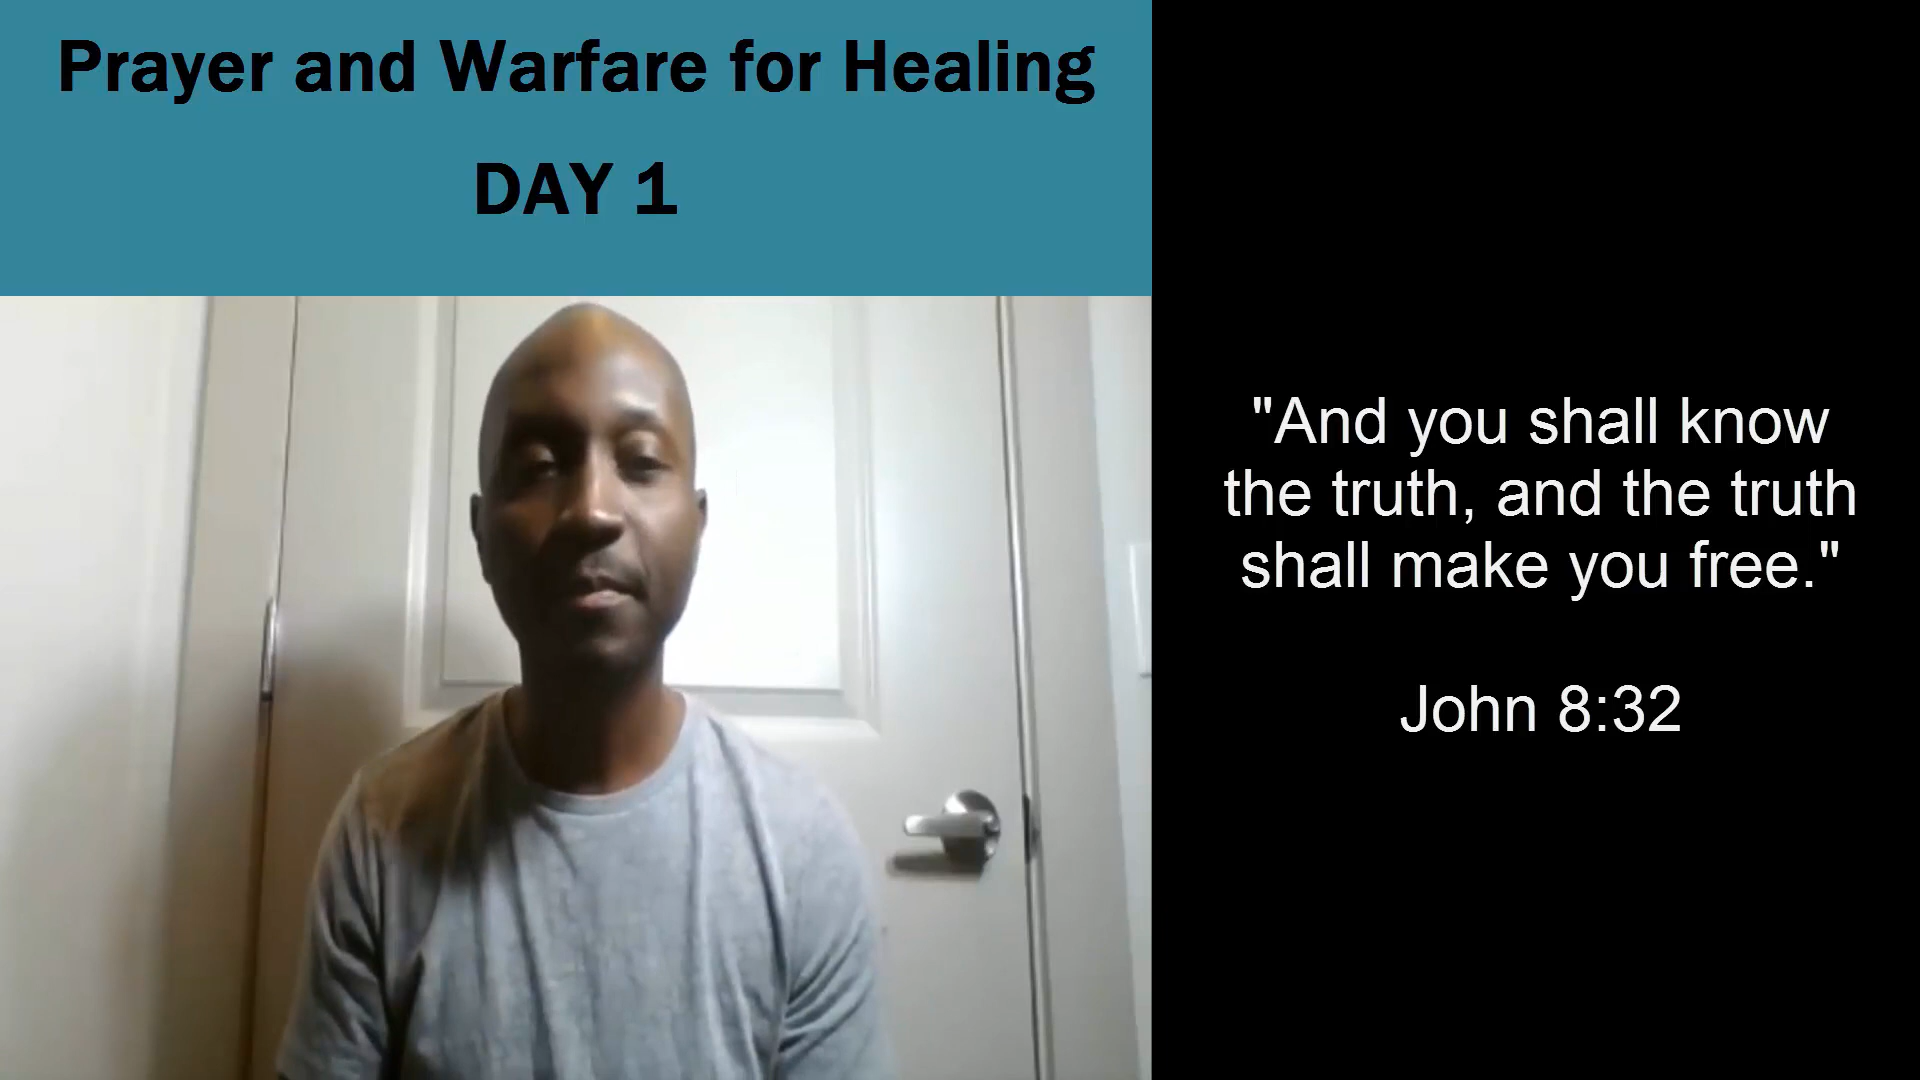 Prayer and Warfare for Healing
DAY 1
"And you shall know
the truth, and the truth
shall make you free."
John 8:32